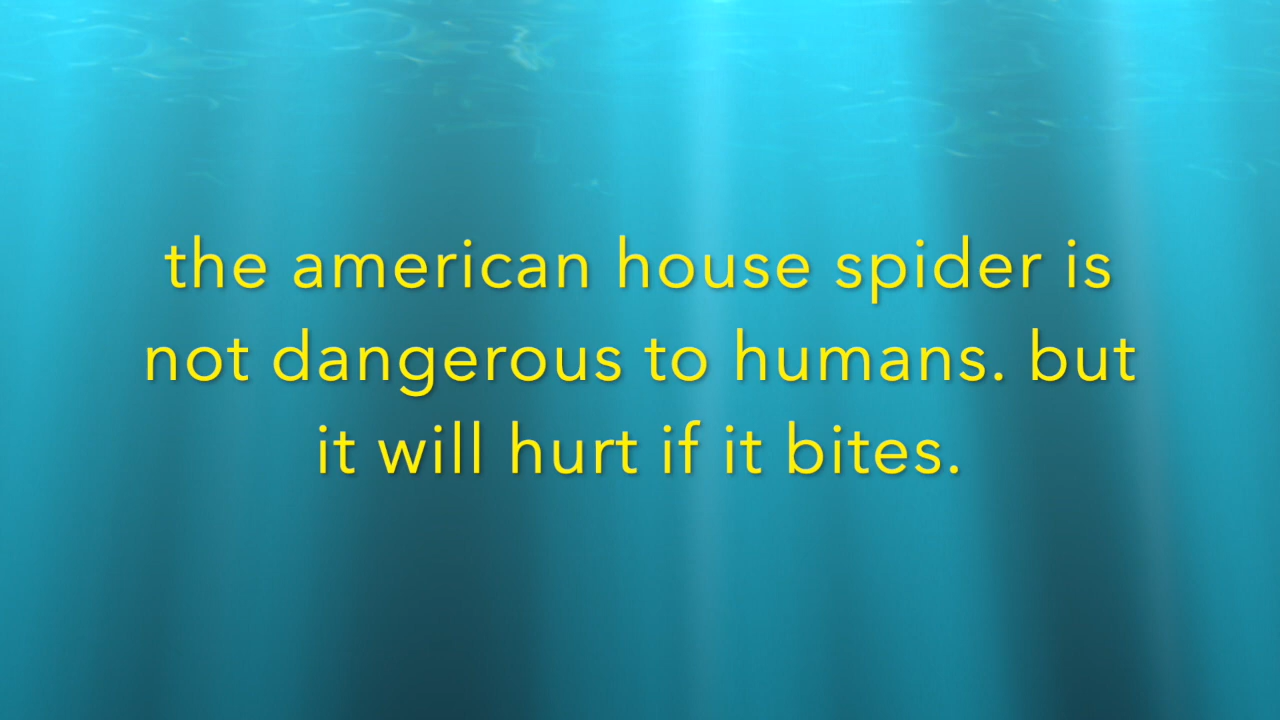 the american house spider is
not dangerous to humans. but
it will hurt if it bites.